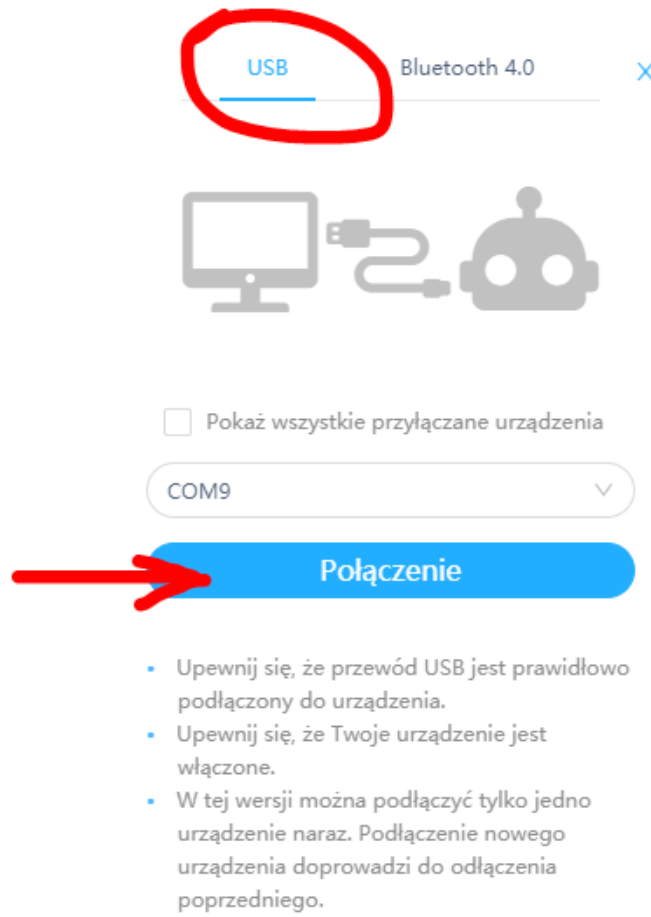 USB Bluetooth 4.0 X
Pokaż wszystkie przyłączane urządzenia
COM9
Połączenie
Upewnij się, że przewód USB jest prawidłowo
podłączony do urządzenia.
Upewnij się, że Twoje urządzenie jest
włączone.
W tej wersji można podłączyć tylko jedno
urządzenie naraz. Podłączenie nowego
urządzenia doprowadzi do odłączenia
poprzedniego.